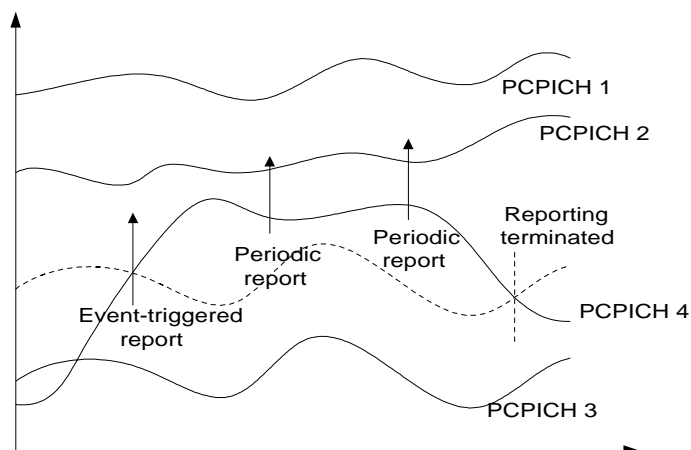 PCPICH 1
PCPICH 2
Reporting
terminated
Periodic
report
Periodic
report
Event-triggered
report
PCPICH 4
PCPICH 3